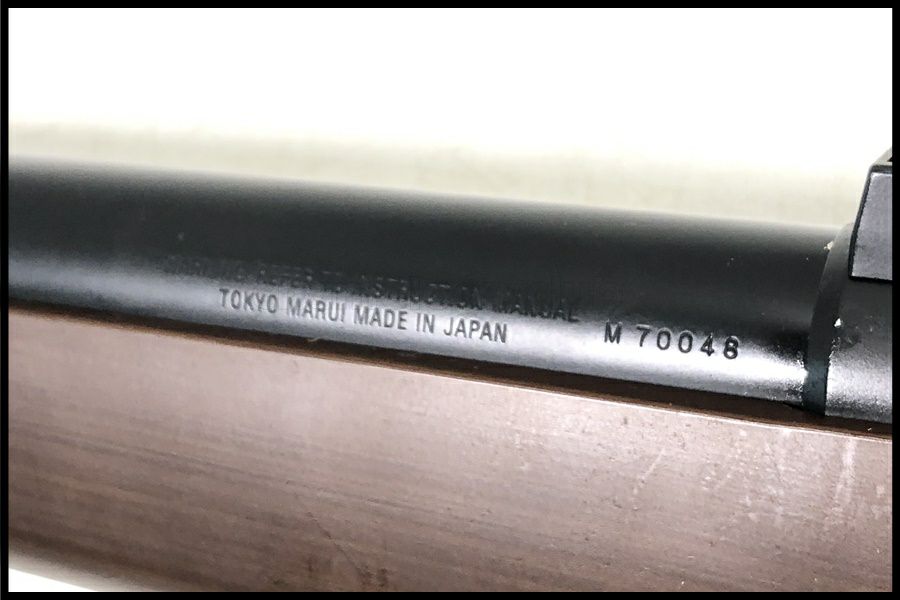 REFER TO INSTRUCTION MANUAL
TOKYO MARUI MADE IN JAPAN
M 70048